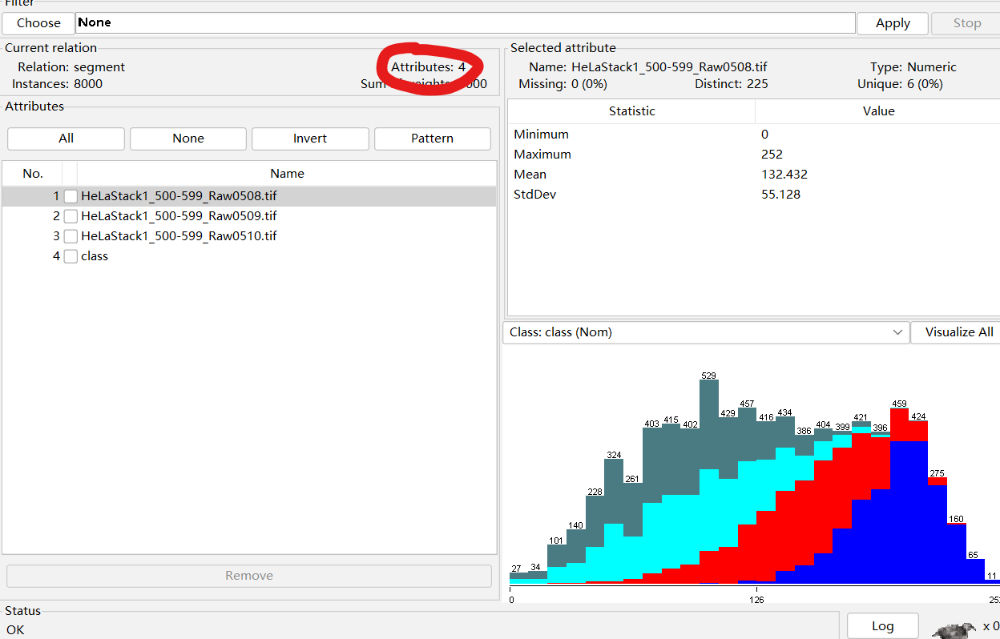 Filter
Choose None Apply Stop
Current relation
Relation: segment Attributes: 4
Instances: 8000 Sum
Selected attribute
Name: HeLaStack1_500-599_Raw0508.tif Type: Numeric
Missing: 0 (0%) Distinct: 225 Unique: 6 (0%)
Attributes
All None Invert Pattern
No. Name
1 HeLaStack1_500-599_Raw0508.tif
2 HeLaStack1_500-599_Raw0509.tif
3 HeLaStack1_500-599_Raw0510.tif
4 class
Remove
Statistic Value
Minimum 0
Maximum 252
Mean 132.432
StdDev 55.128
Class: class (Nom) Visualize All
27 34 101 140 228 324 261 403 415 402 529 429 457 416 434 386 404 399 421 396 459 424 275 160 65 11
0 126
Status
OK
Log x 0